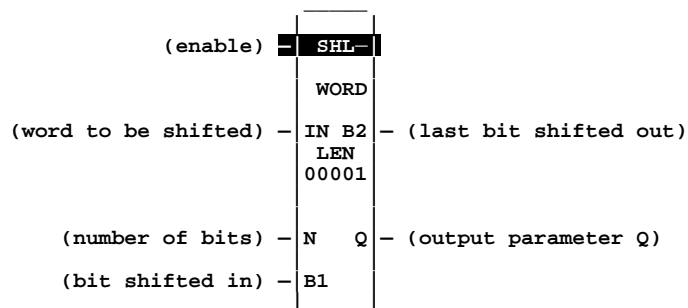 (enable) SHL
WORD
(word to be shifted) IN B2 (last bit shifted out)
LEN
00001
(number of bits) N Q (output parameter Q)
(bit shifted in) B1